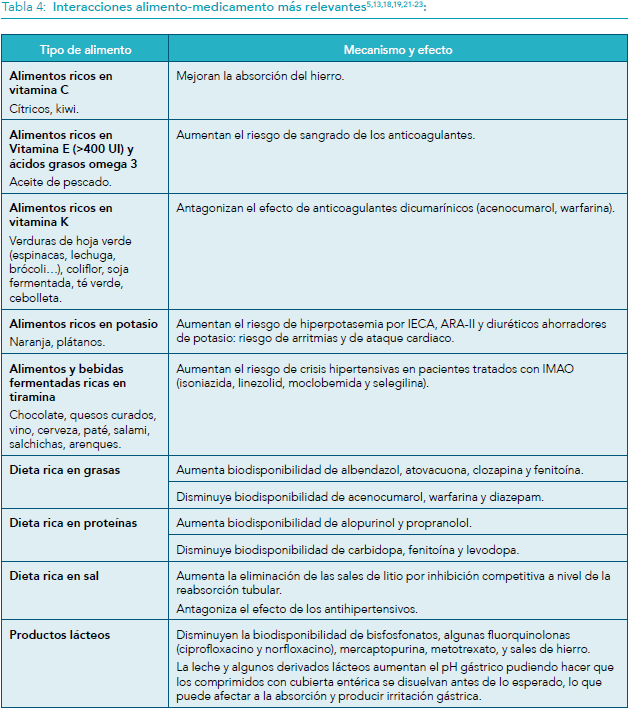 Tabla 4: Interacciones alimento-medicamento más relevantes5,13,18,19,21-23:
Tipo de alimento
Mecanismo y efecto
Alimentos ricos en
vitamina C
Cítricos, kiwi.
Mejoran la absorción del hierro.
Alimentos ricos en
Vitamina E (>400 UI) y
ácidos grasos omega 3
Aceite de pescado.
Aumentan el riesgo de sangrado de los anticoagulantes.
Alimentos ricos en
vitamina K
Verduras de hoja verde
(espinacas, lechuga,
brócoli…), coliflor, soja
fermentada, té verde,
cebolleta.
Antagonizan el efecto de anticoagulantes dicumarínicos (acenocumarol, warfarina).
Alimentos ricos en potasio
Naranja, plátanos.
Aumentan el riesgo de hiperpotasemia por IECA, ARA-II y diuréticos ahorradores
de potasio: riesgo de arritmias y de ataque cardiaco.
Alimentos y bebidas
fermentadas ricas en
tiramina
Chocolate, quesos curados,
vino, cerveza, paté, salami,
salchichas, arenques.
Aumentan el riesgo de crisis hipertensivas en pacientes tratados con IMAO
(isoniazida, linezolid, moclobemida y selegilina).
Dieta rica en grasas
Aumenta biodisponibilidad de albendazol, atovacuona, clozapina y fenitoína.
Disminuye biodisponibilidad de acenocumarol, warfarina y diazepam.
Dieta rica en proteínas
Aumenta biodisponibilidad de alopurinol y propranolol.
Disminuye biodisponibilidad de carbidopa, fenitoína y levodopa.
Dieta rica en sal
Aumenta la eliminación de las sales de litio por inhibición competitiva a nivel de la
reabsorción tubular.
Antagoniza el efecto de los antihipertensivos.
Productos lácteos
Disminuyen la biodisponibilidad de bisfosfonatos, algunas fluorquinolonas
(ciprofloxacino y norfloxacino), mercaptopurina, metotrexato, y sales de hierro.
La leche y algunos derivados lácteos aumentan el pH gástrico pudiendo hacer que
los comprimidos con cubierta entérica se disuelvan antes de lo esperado, lo que
puede afectar a la absorción y producir irritación gástrica.